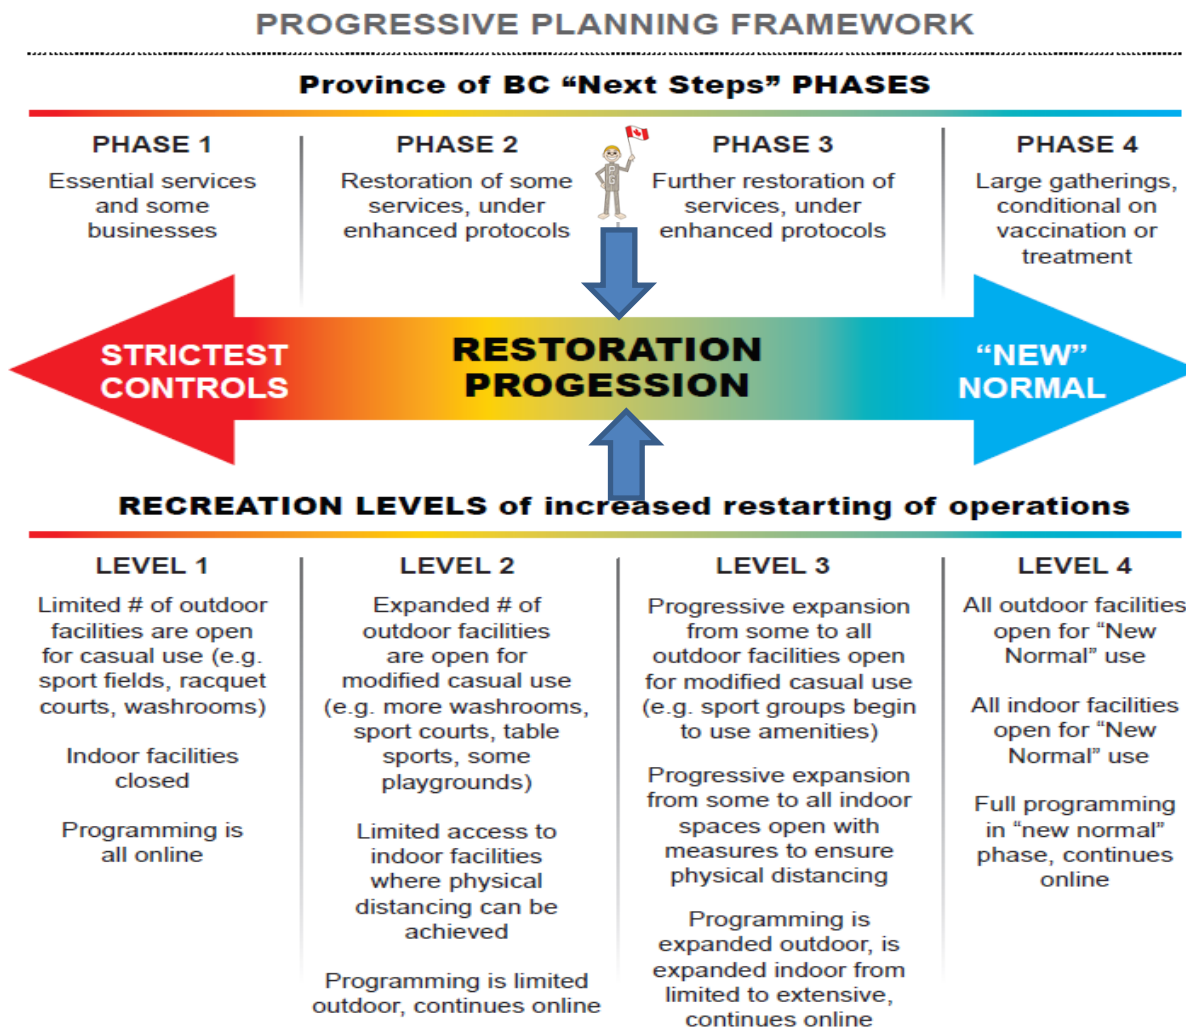 PROGRESSIVE PLANNING FRAMEWORK
Province of BC “Next Steps” PHASES
PHASE 1
Essential services
and some
businesses
PHASE 2
Restoration of some
services, under
enhanced protocols
PG
PHASE 3
Further restoration of
services, under
enhanced protocols
PHASE 4
Large gatherings,
conditional on
vaccination or
treatment
STRICTEST
CONTROLS
RESTORATION
PROGESSION
“NEW”
NORMAL
RECREATION LEVELS of increased restarting of operations
LEVEL 1
Limited # of outdoor
facilities are open
for casual use (e.g.
sport fields, racquet
courts, washrooms)
Indoor facilities
closed
Programming is
all online
LEVEL 2
Expanded # of
outdoor facilities
are open for
modified casual use
(e.g. more washrooms,
sport courts, table
sports, some
playgrounds)
Limited access to
indoor facilities
where physical
distancing can be
achieved
Programming is limited
outdoor, continues online
LEVEL 3
Progressive expansion
from some to all
outdoor facilities open
for modified casual use
(e.g. sport groups begin
to use amenities)
Progressive expansion
from some to all indoor
spaces open with
measures to ensure
physical distancing
Programming is
expanded outdoor, is
expanded indoor from
limited to extensive,
continues online
LEVEL 4
All outdoor facilities
open for “New
Normal” use
All indoor facilities
open for “New
Normal” use
Full programming
in “new normal”
phase, continues
online